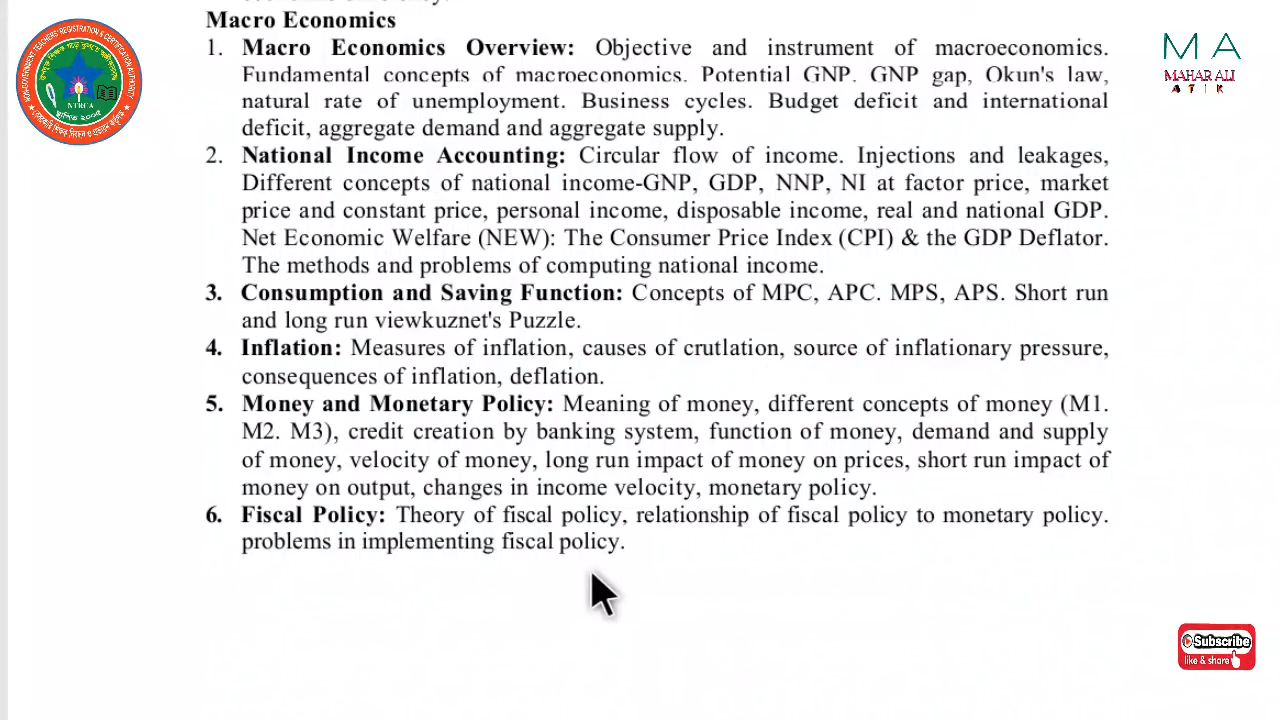 Macro Economics
1. Macro Economics Overview: Objective and instrument of macroeconomics.
Fundamental concepts of macroeconomics. Potential GNP. GNP gap, Okun's law,
natural rate of unemployment. Business cycles. Budget deficit and international
deficit, aggregate demand and aggregate supply.
2. National Income Accounting: Circular flow of income. Injections and leakages,
Different concepts of national income-GNP, GDP, NNP, NI at factor price, market
price and constant price, personal income, disposable income, real and national GDP.
Net Economic Welfare (NEW): The Consumer Price Index (CPI) & the GDP Deflator.
The methods and problems of computing national income.
3. Consumption and Saving Function: Concepts of MPC, APC. MPS, APS. Short run
and long run viewkuznet's Puzzle.
4. Inflation: Measures of inflation, causes of crutlation, source of inflationary pressure,
consequences of inflation, deflation.
5. Money and Monetary Policy: Meaning of money, different concepts of money (M1.
M2. M3), credit creation by banking system, function of money, demand and supply
of money, velocity of money, long run impact of money on prices, short run impact of
money on output, changes in income velocity, monetary policy.
6. Fiscal Policy: Theory of fiscal policy, relationship of fiscal policy to monetary policy.
problems in implementing fiscal policy.
NON-GOVERNMENT TEACHERS' REGISTRATION & CERTIFICATION AUTHORITY
NTRCA
স্থাপিত ২০০৫
M A
MAHAR ALI
ATIK
Subscribe
like & share